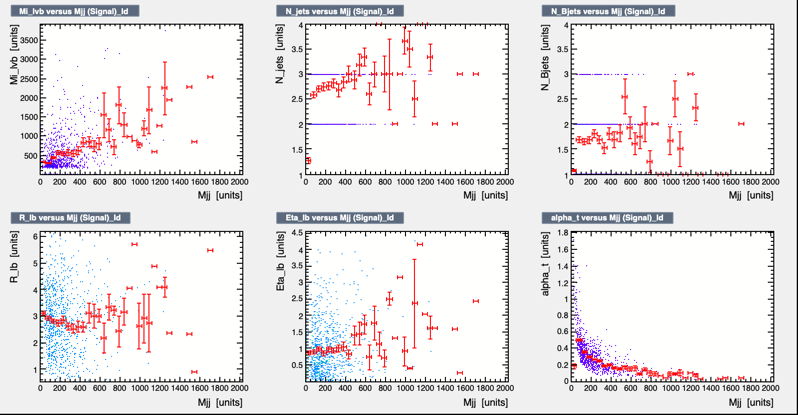 Mi_lvb versus Mjj (Signal)_Id
Mi_lvb [units]
3500
3000
2500
2000
1500
1000
500
0 200 400 600 800 1000 1200 1400 1600 1800 2000
Mjj [units]
N_jets versus Mjj (Signal)_Id
N_jets [units]
4
3.5
3
2.5
2
1.5
1
0 200 400 600 800 1000 1200 1400 1600 1800 2000
Mjj [units]
N_Bjets versus Mjj (Signal)_Id
N_Bjets [units]
4
3.5
3
2.5
2
1.5
1
0 200 400 600 800 1000 1200 1400 1600 1800 2000
Mjj [units]
R_lb versus Mjj (Signal)_Id
R_lb [units]
6
5
4
3
2
1
0 200 400 600 800 1000 1200 1400 1600 1800 2000
Mjj [units]
Eta_lb versus Mjj (Signal)_Id
Eta_lb [units]
4.5
4
3.5
3
2.5
2
1.5
1
0.5
0
0 200 400 600 800 1000 1200 1400 1600 1800 2000
Mjj [units]
alpha_t versus Mjj (Signal)_Id
alpha_t [units]
1.8
1.6
1.4
1.2
1
0.8
0.6
0.4
0.2
0
0 200 400 600 800 1000 1200 1400 1600 1800 2000
Mjj [units]